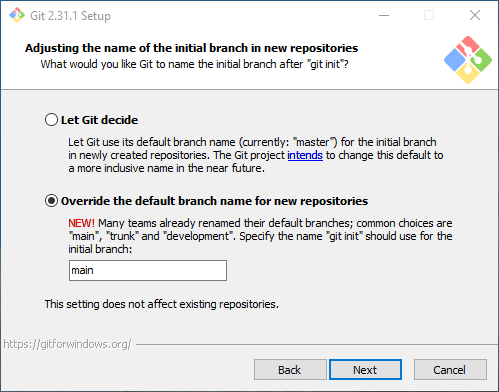 Git 2.31.1 Setup
Adjusting the name of the initial branch in new repositories
What would you like Git to name the initial branch after "git init"?
Let Git decide
Let Git use its default branch name (currently: "master") for the initial branch
in newly created repositories. The Git project intends to change this default to
a more inclusive name in the near future.
Override the default branch name for new repositories
NEW! Many teams already renamed their default branches; common choices are
"main", "trunk" and "development". Specify the name "git init" should use for the
initial branch:
main
This setting does not affect existing repositories.
https://gitforwindows.org/
Back
Next
Cancel